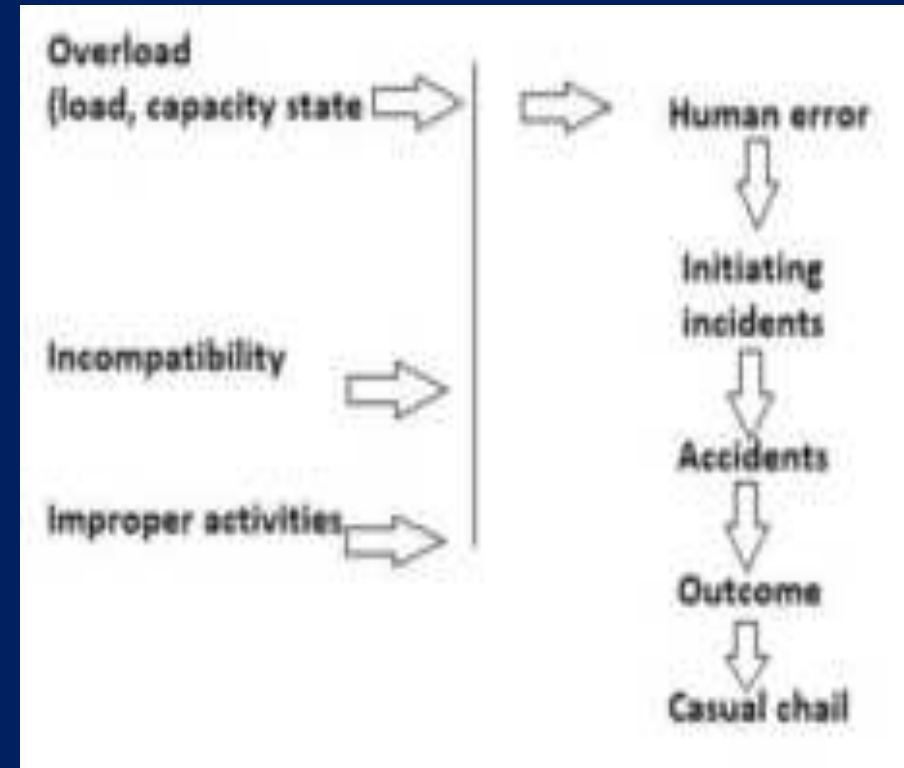 Overload
(load, capacity state
Human error
Initiating
incidents
Incompatibility
Accidents
Improper activities
Outcome
Casual chail